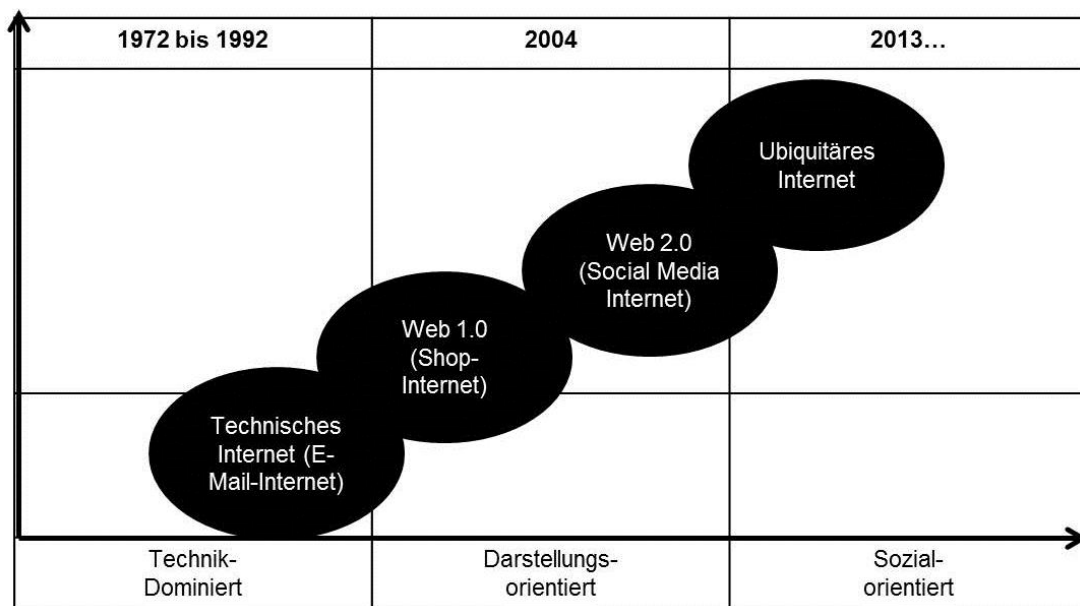 1972 bis 1992
2004
2013…
Ubiquitäres
Internet
Web 2.0
(Social Media
Internet)
Web 1.0
(Shop-
Internet)
Technisches
Internet (E-
Mail-Internet)
Technik-
Dominiert
Darstellungs-
orientiert
Sozial-
orientiert